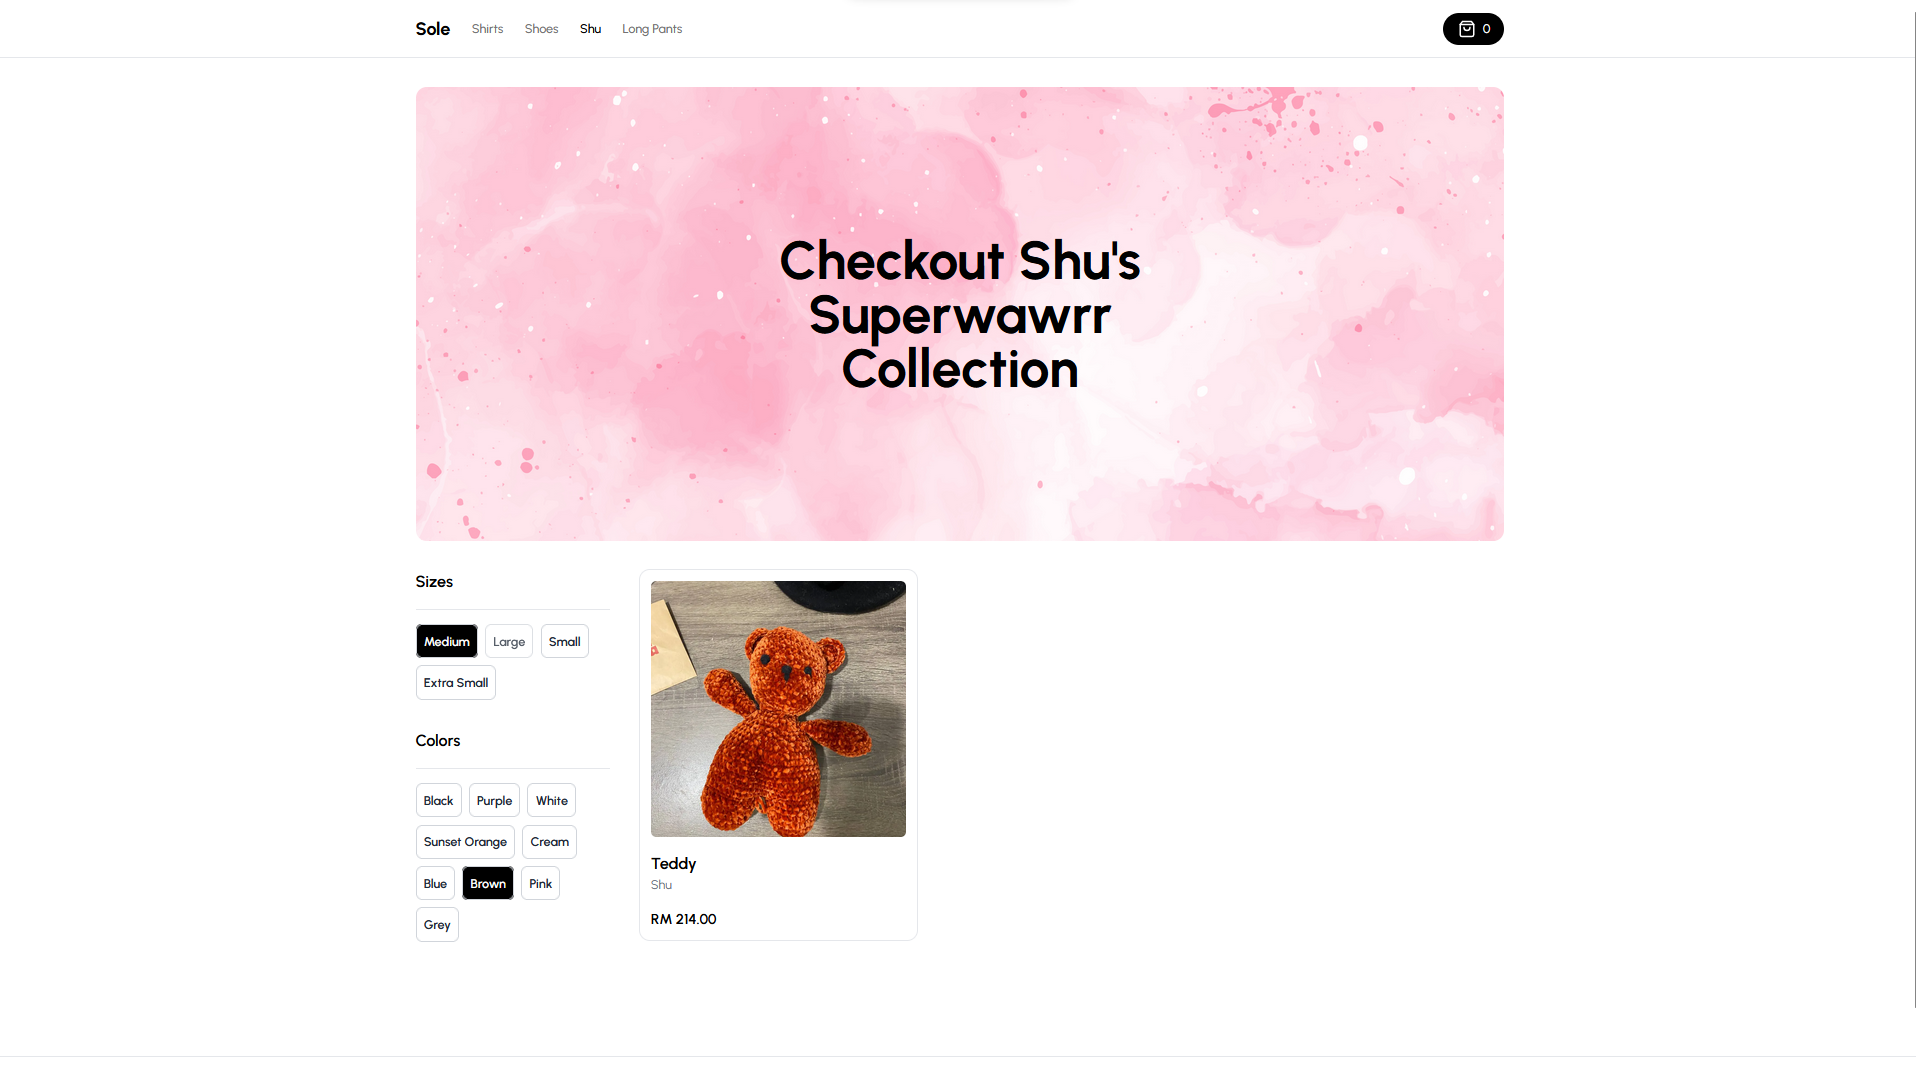 Sole Shirts Shoes Shu Long Pants 0
Checkout Shu's
Superwawrr
Collection
Sizes
Medium Large Small
Extra Small
Colors
Black Purple White
Sunset Orange Cream
Blue Brown Pink
Grey
Teddy
Shu
RM 214.00